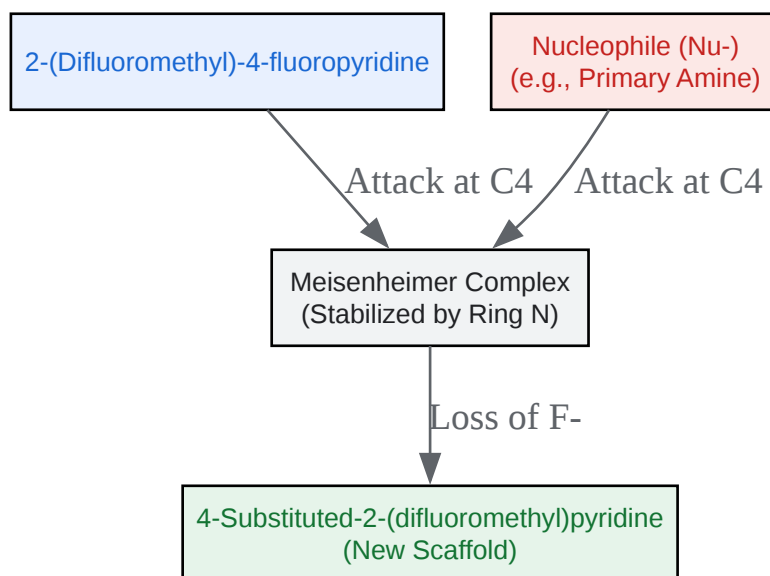 2-(Difluoromethyl)-4-fluoropyridine
Nucleophile (Nu-)
(e.g., Primary Amine)
Attack at C4
Attack at C4
Meisenheimer Complex
(Stabilized by Ring N)
Loss of F-
4-Substituted-2-(difluoromethyl)pyridine
(New Scaffold)